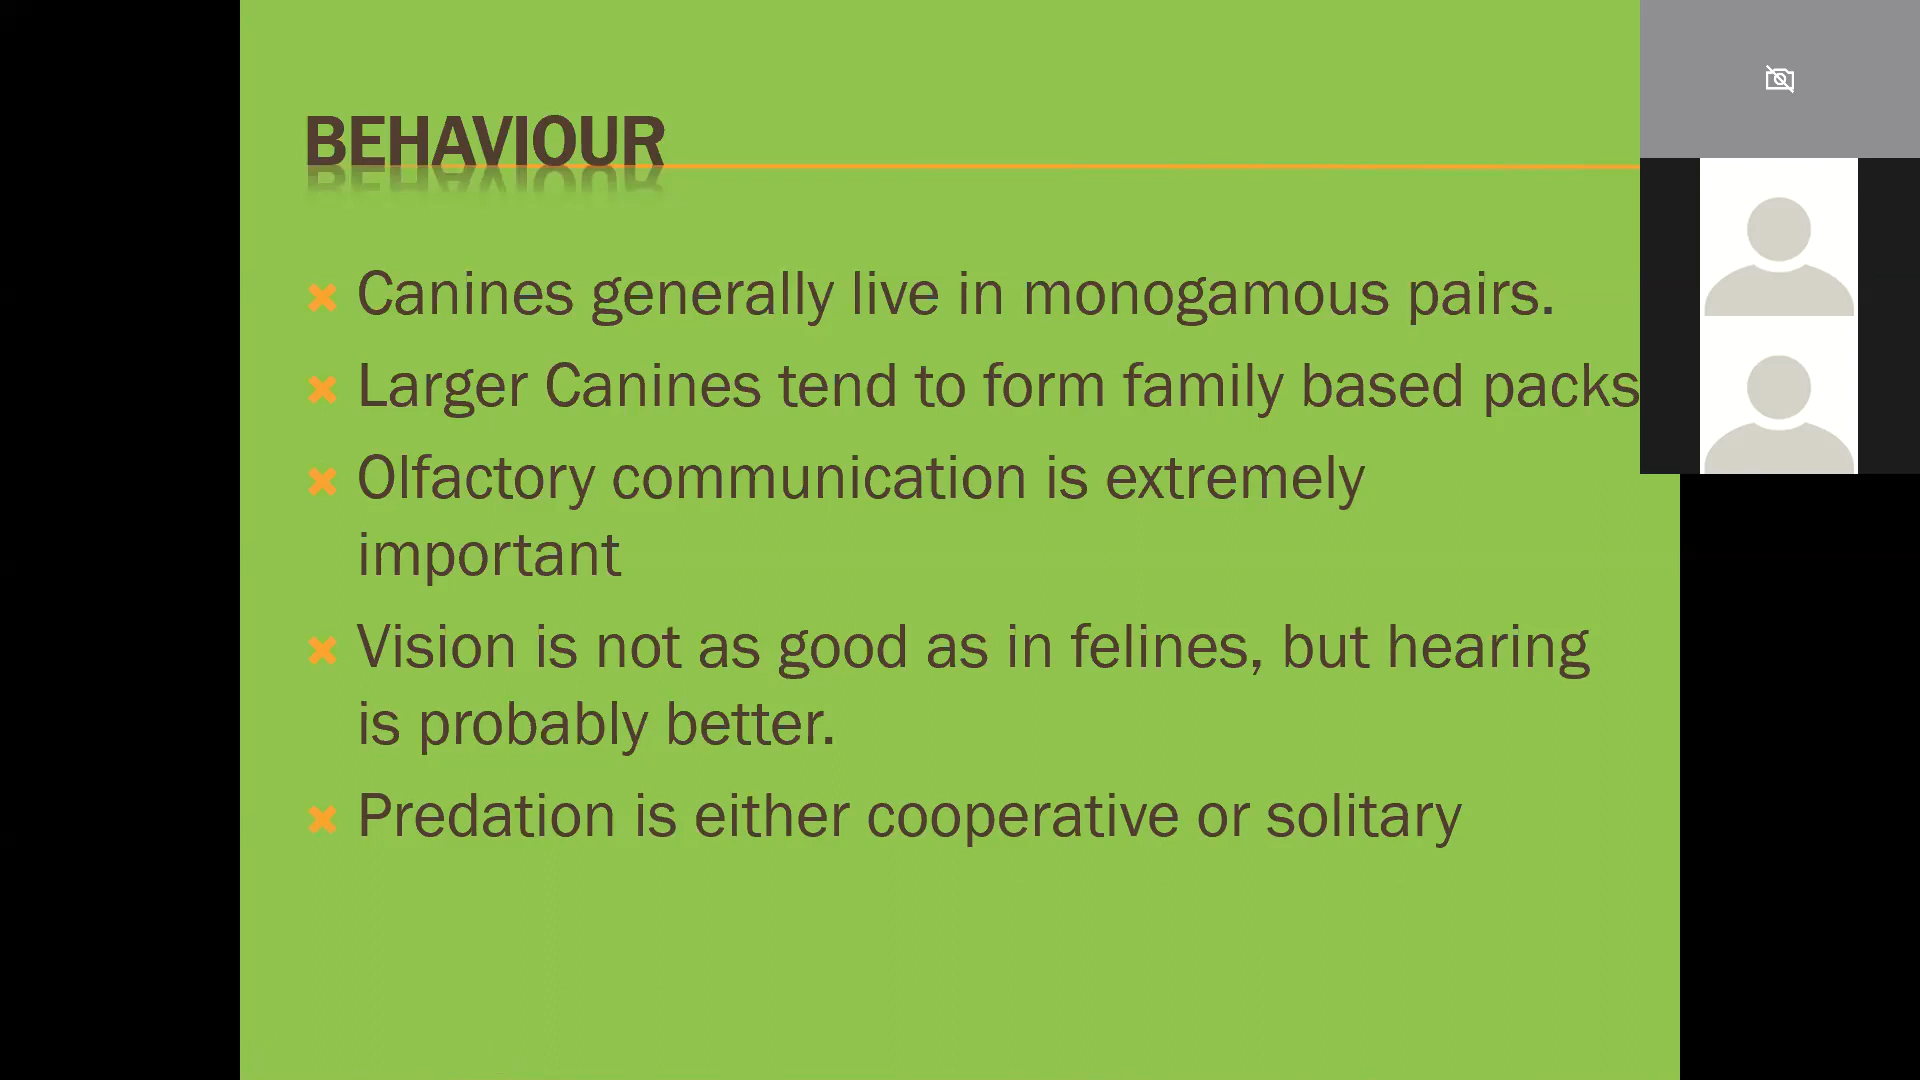 BEHAVIOUR
Canines generally live in monogamous pairs.
Larger Canines tend to form family based packs
Olfactory communication is extremely
important
Vision is not as good as in felines, but hearing
is probably better.
Predation is either cooperative or solitary